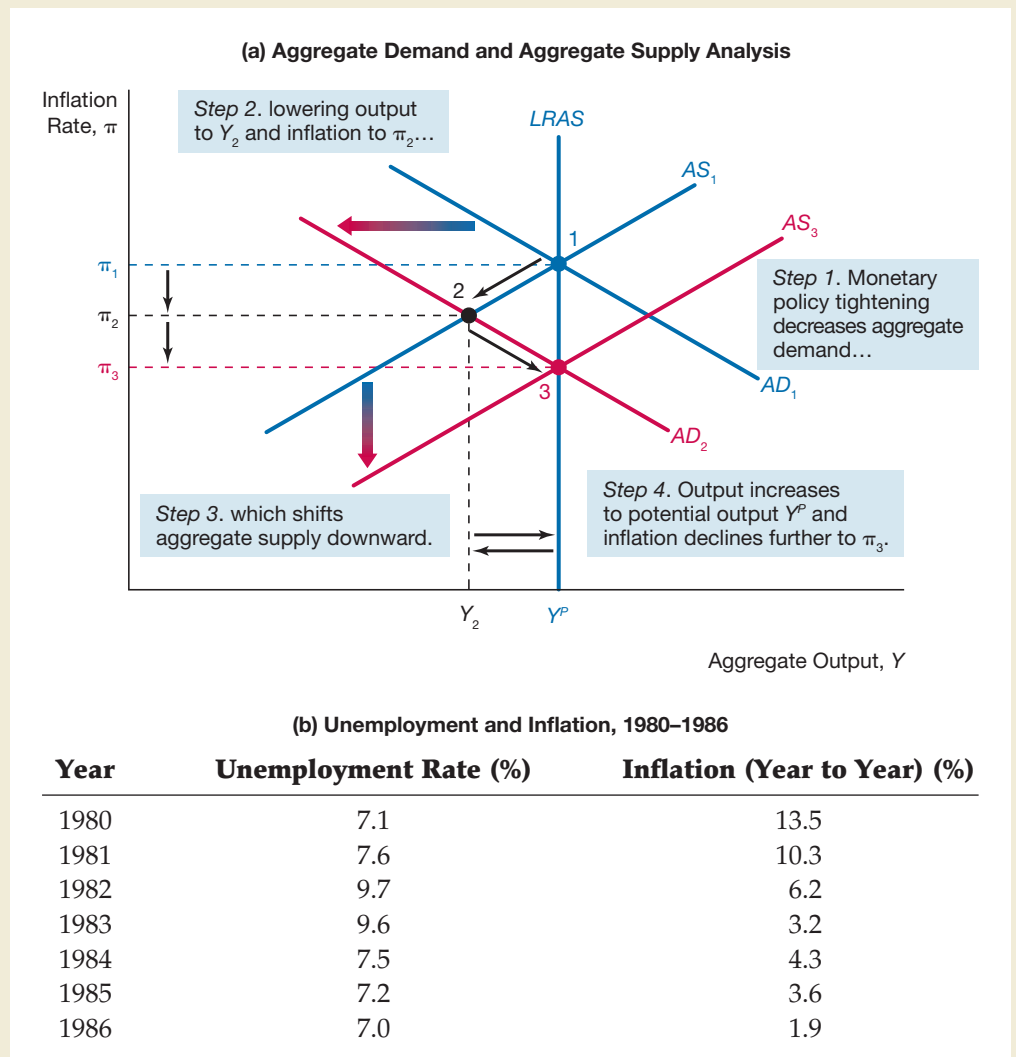 (a) Aggregate Demand and Aggregate Supply Analysis
Inflation
Rate, π
Step 2. lowering output
to Y₂ and inflation to π₂…
LRAS
AS₁
AS₃
1
π₁
Step 1. Monetary
policy tightening
decreases aggregate
demand…
2
π₂
π₃
3
AD₁
AD₂
Step 3. which shifts
aggregate supply downward.
Step 4. Output increases
to potential output Yᴾ and
inflation declines further to π₃.
Y₂
Yᴾ
Aggregate Output, Y
(b) Unemployment and Inflation, 1980–1986
Year Unemployment Rate (%) Inflation (Year to Year) (%)
1980 7.1 13.5
1981 7.6 10.3
1982 9.7 6.2
1983 9.6 3.2
1984 7.5 4.3
1985 7.2 3.6
1986 7.0 1.9